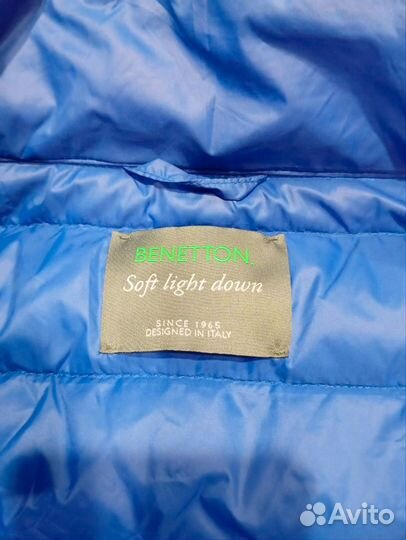 BENETTON
Soft light down
SINCE 1965
DESIGNED IN ITALY
Avito